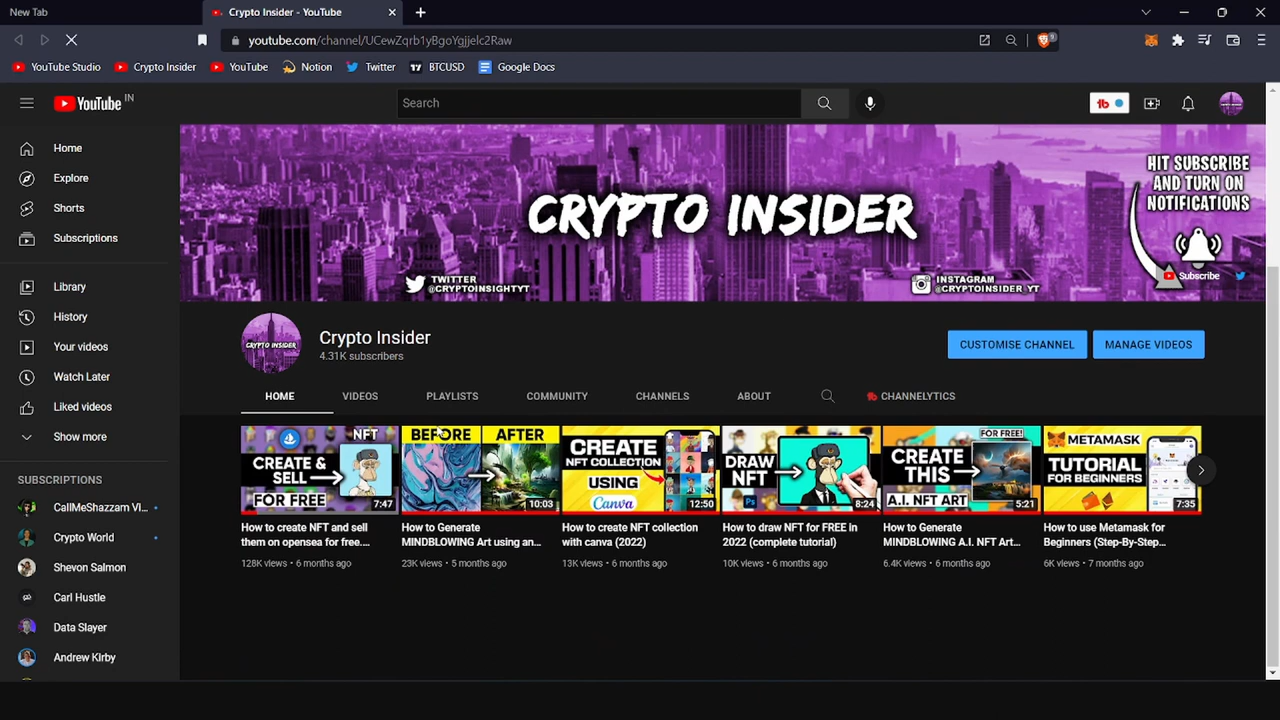 New Tab
Crypto Insider - YouTube
youtube.com/channel/UCewZqrb1yBgoYgjjelc2Raw
9
YouTube Studio
Crypto Insider
YouTube
Notion
Twitter
BTCUSD
Google Docs
YouTube IN
Search
Home
Explore
Shorts
Subscriptions
Library
History
Your videos
Watch Later
Liked videos
Show more
SUBSCRIPTIONS
CallMeShazzam VI...
Crypto World
Shevon Salmon
Carl Hustle
Data Slayer
Andrew Kirby
CRYPTO INSIDER
HIT SUBSCRIBE
AND TURN ON
NOTIFICATIONS
TWITTER
@CRYPTOINSIGHTYT
INSTAGRAM
@CRYPTOINSIDER_YT
Subscribe
CRYPTO INSIDER
Crypto Insider
4.31K subscribers
CUSTOMISE CHANNEL
MANAGE VIDEOS
HOME
VIDEOS
PLAYLISTS
COMMUNITY
CHANNELS
ABOUT
CHANNELYTICS
NFT
CREATE &
SELL
FOR FREE
7:47
How to create NFT and sell
them on opensea for free....
128K views • 6 months ago
BEFORE
AFTER
10:03
How to Generate
MINDBLOWING Art using an...
23K views • 5 months ago
CREATE
NFT COLLECTION
USING
Canva
12:50
How to create NFT collection
with canva (2022)
13K views • 6 months ago
DRAW
NFT
Ps
8:24
How to draw NFT for FREE in
2022 (complete tutorial)
10K views • 6 months ago
FOR FREE!
CREATE
THIS
A.I. NFT ART
5:21
How to Generate
MINDBLOWING A.I. NFT Art...
6.4K views • 6 months ago
METAMASK
TUTORIAL
FOR BEGINNERS
7:35
How to use Metamask for
Beginners (Step-By-Step...
6K views • 7 months ago